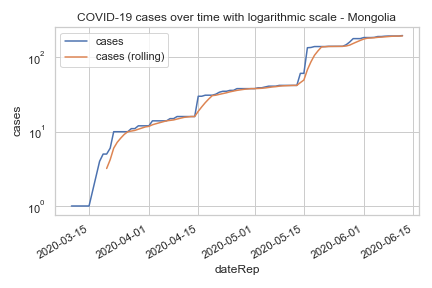 COVID-19 cases over time with logarithmic scale - Mongolia
cases
cases (rolling)
10²
10¹
10⁰
cases
2020-03-15
2020-04-01
2020-04-15
2020-05-01
2020-05-15
2020-06-01
2020-06-15
dateRep